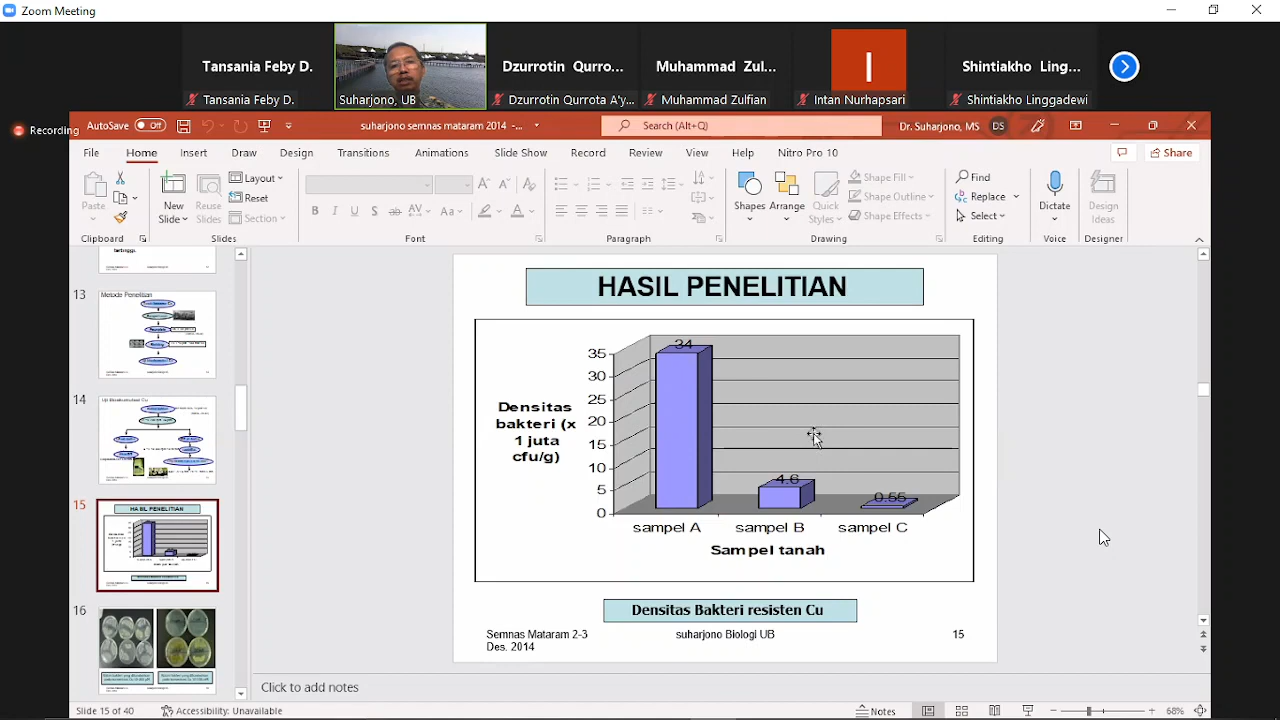 Zoom Meeting
Tansania Feby D.
Dzurrotin Qurro...
Muhammad Zul...
I
Shintiakho Ling...
Tansania Feby D.
Suharjono, UB
Dzurrotin Qurrota A'y...
Muhammad Zulfian
Intan Nurhapsari
Shintiakho Linggadewi
Recording
AutoSave Off
suharjono semnas mataram 2014 -...
Search (Alt+Q)
Dr. Suharjono, MS DS
File Home Insert Draw Design Transitions Animations Slide Show Record Review View Help Nitro Pro 10
Share
Paste
New Slide
Reuse Slides
Layout
Reset
Section
B I U S ab AV Aa A
Shapes
Arrange
Quick Styles
Shape Fill
Shape Outline
Shape Effects
Find
Replace
Select
Dictate
Design Ideas
Clipboard Slides Font Paragraph Drawing Editing Voice Designer
13
Metode Penelitian
14
15
HASIL PENELITIAN
16
HASIL PENELITIAN
Densitas
bakteri (x
1 juta
cfu/g)
35
30
25
20
15
10
5
0
34
4.6
0.55
sampel A sampel B sampel C
Sampel tanah
Densitas Bakteri resisten Cu
Semnas Mataram 2-3
Des. 2014
suharjono Biologi UB
15
Click to add notes
Slide 15 of 40
Accessibility: Unavailable
Notes
68%